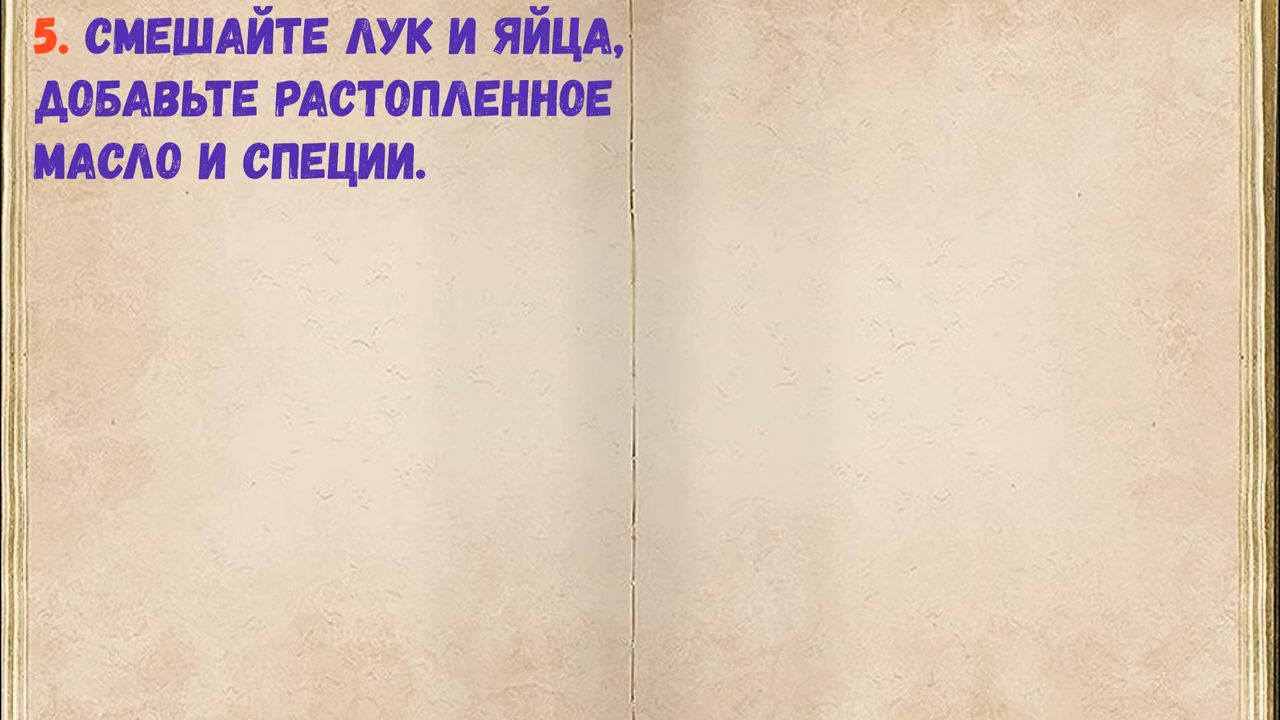 5. СМЕШАЙТЕ ЛУК И ЯЙЦА,
ДОБАВЬТЕ РАСТОПЛЕННОЕ
МАСЛО И СПЕЦИИ.